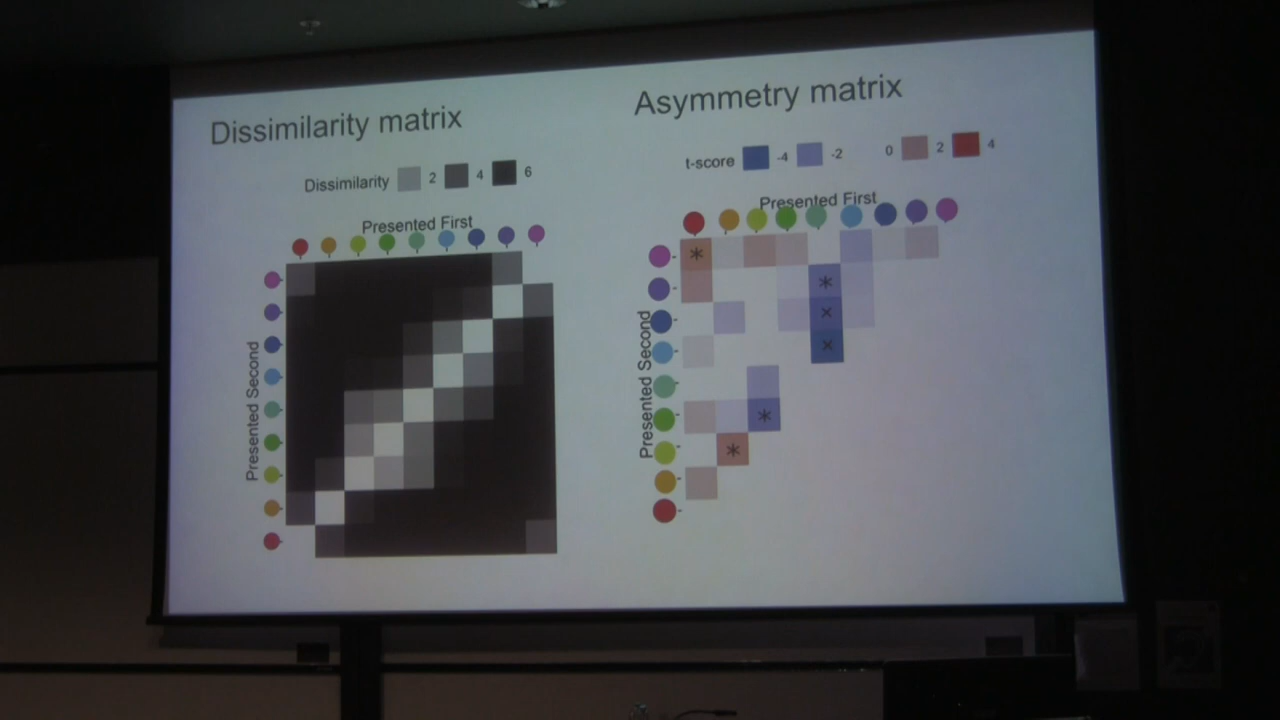 Dissimilarity matrix
Dissimilarity 2 4 6
Presented First
Presented Second
Asymmetry matrix
t-score -4 -2 0 2 4
Presented First
Presented Second